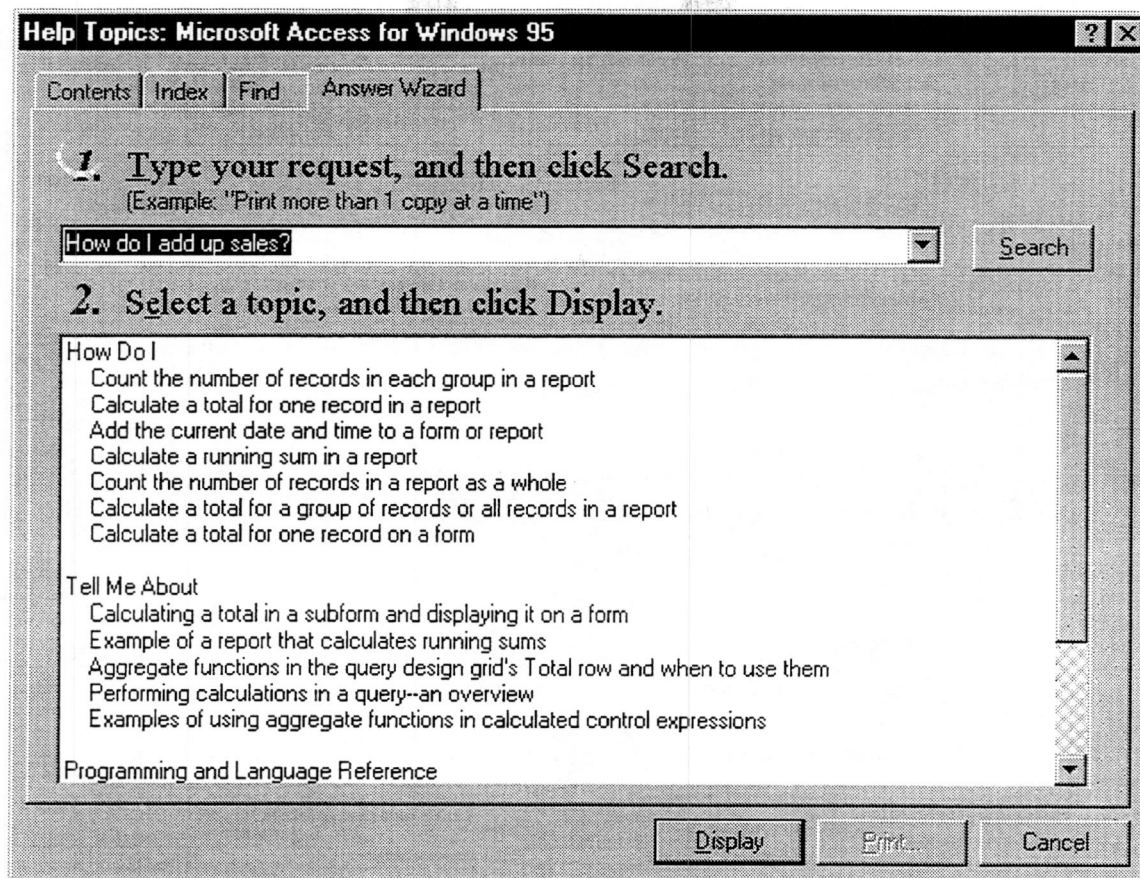 Help Topics: Microsoft Access for Windows 95
? X
Contents Index Find Answer Wizard
1. Type your request, and then click Search.
(Example: "Print more than 1 copy at a time")
How do I add up sales? Search
2. Select a topic, and then click Display.
How Do I
Count the number of records in each group in a report
Calculate a total for one record in a report
Add the current date and time to a form or report
Calculate a running sum in a report
Count the number of records in a report as a whole
Calculate a total for a group of records or all records in a report
Calculate a total for one record on a form
Tell Me About
Calculating a total in a subform and displaying it on a form
Example of a report that calculates running sums
Aggregate functions in the query design grid's Total row and when to use them
Performing calculations in a query--an overview
Examples of using aggregate functions in calculated control expressions
Programming and Language Reference
Display Print... Cancel